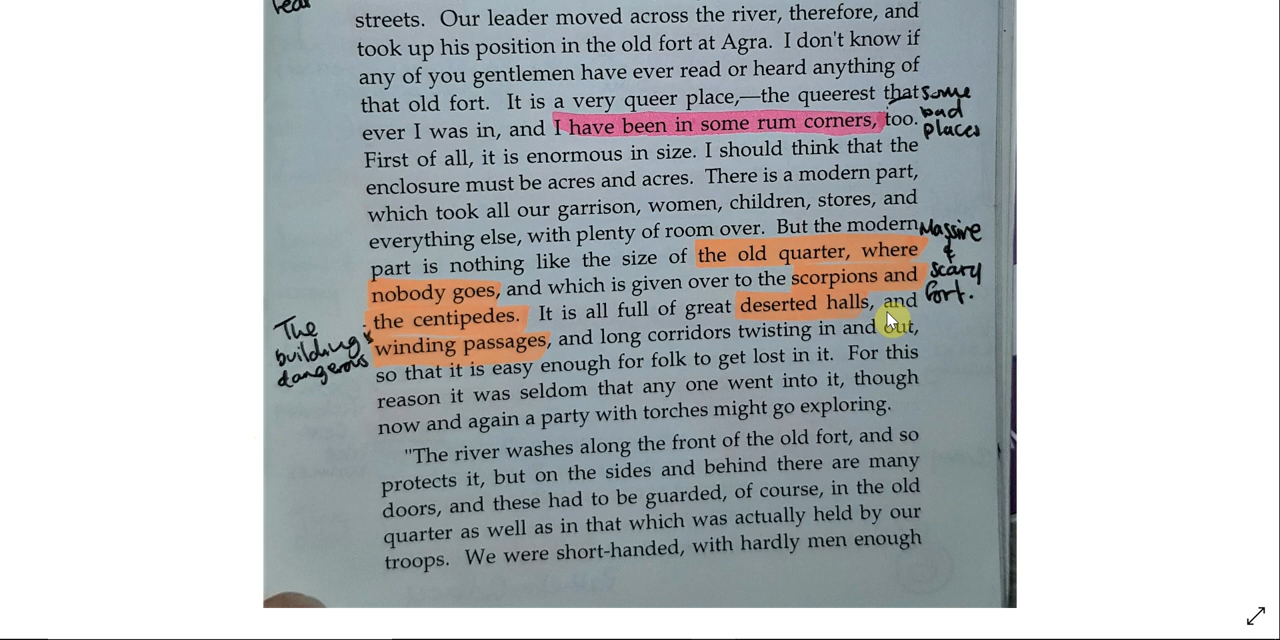 fear
streets. Our leader moved across the river, therefore, and
took up his position in the old fort at Agra. I don't know if
any of you gentlemen have ever read or heard anything of
that old fort. It is a very queer place,—the queerest that
ever I was in, and I have been in some rum corners, too.
some
bad
places
First of all, it is enormous in size. I should think that the
enclosure must be acres and acres. There is a modern part,
which took all our garrison, women, children, stores, and
everything else, with plenty of room over. But the modern
part is nothing like the size of the old quarter, where
nobody goes, and which is given over to the scorpions and
the centipedes. It is all full of great deserted halls, and
Massive
&
scary
fort.
winding passages, and long corridors twisting in and out,
The
building is
dangerous
so that it is easy enough for folk to get lost in it. For this
reason it was seldom that any one went into it, though
now and again a party with torches might go exploring.
"The river washes along the front of the old fort, and so
protects it, but on the sides and behind there are many
doors, and these had to be guarded, of course, in the old
quarter as well as in that which was actually held by our
troops. We were short-handed, with hardly men enough